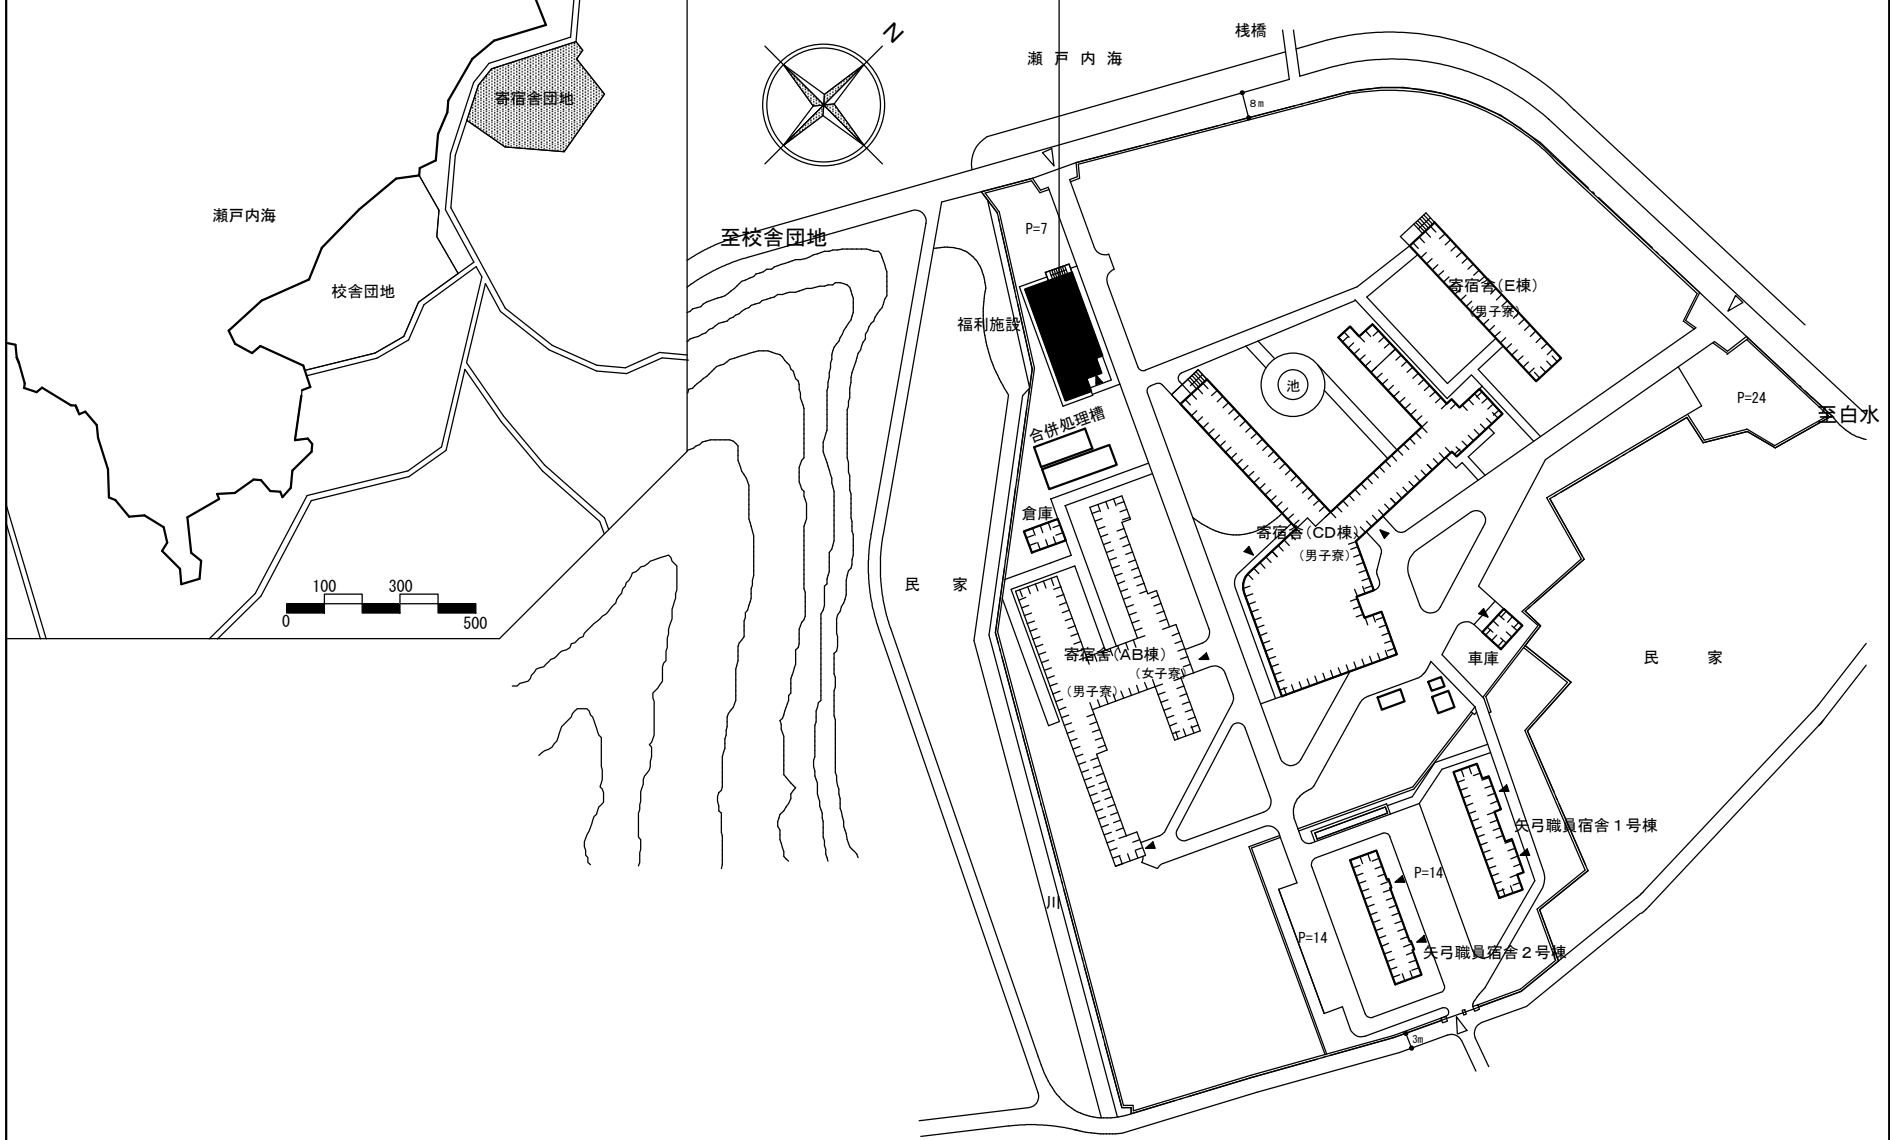 寄宿舎団地
瀬戸内海
校舎団地
100 300
0 500
N
瀬戸内海
桟橋
8m
至校舎団地
P=7
福利施設
合併処理槽
倉庫
寄宿舎(E棟)
(男子寮)
池
P=24
至白水
寄宿舎(CD棟)
(男子寮)
民 家
寄宿舎(AB棟)
(女子寮)
(男子寮)
車庫
民 家
矢弓職員宿舎1号棟
P=14
川
P=14
矢弓職員宿舎2号棟
3m